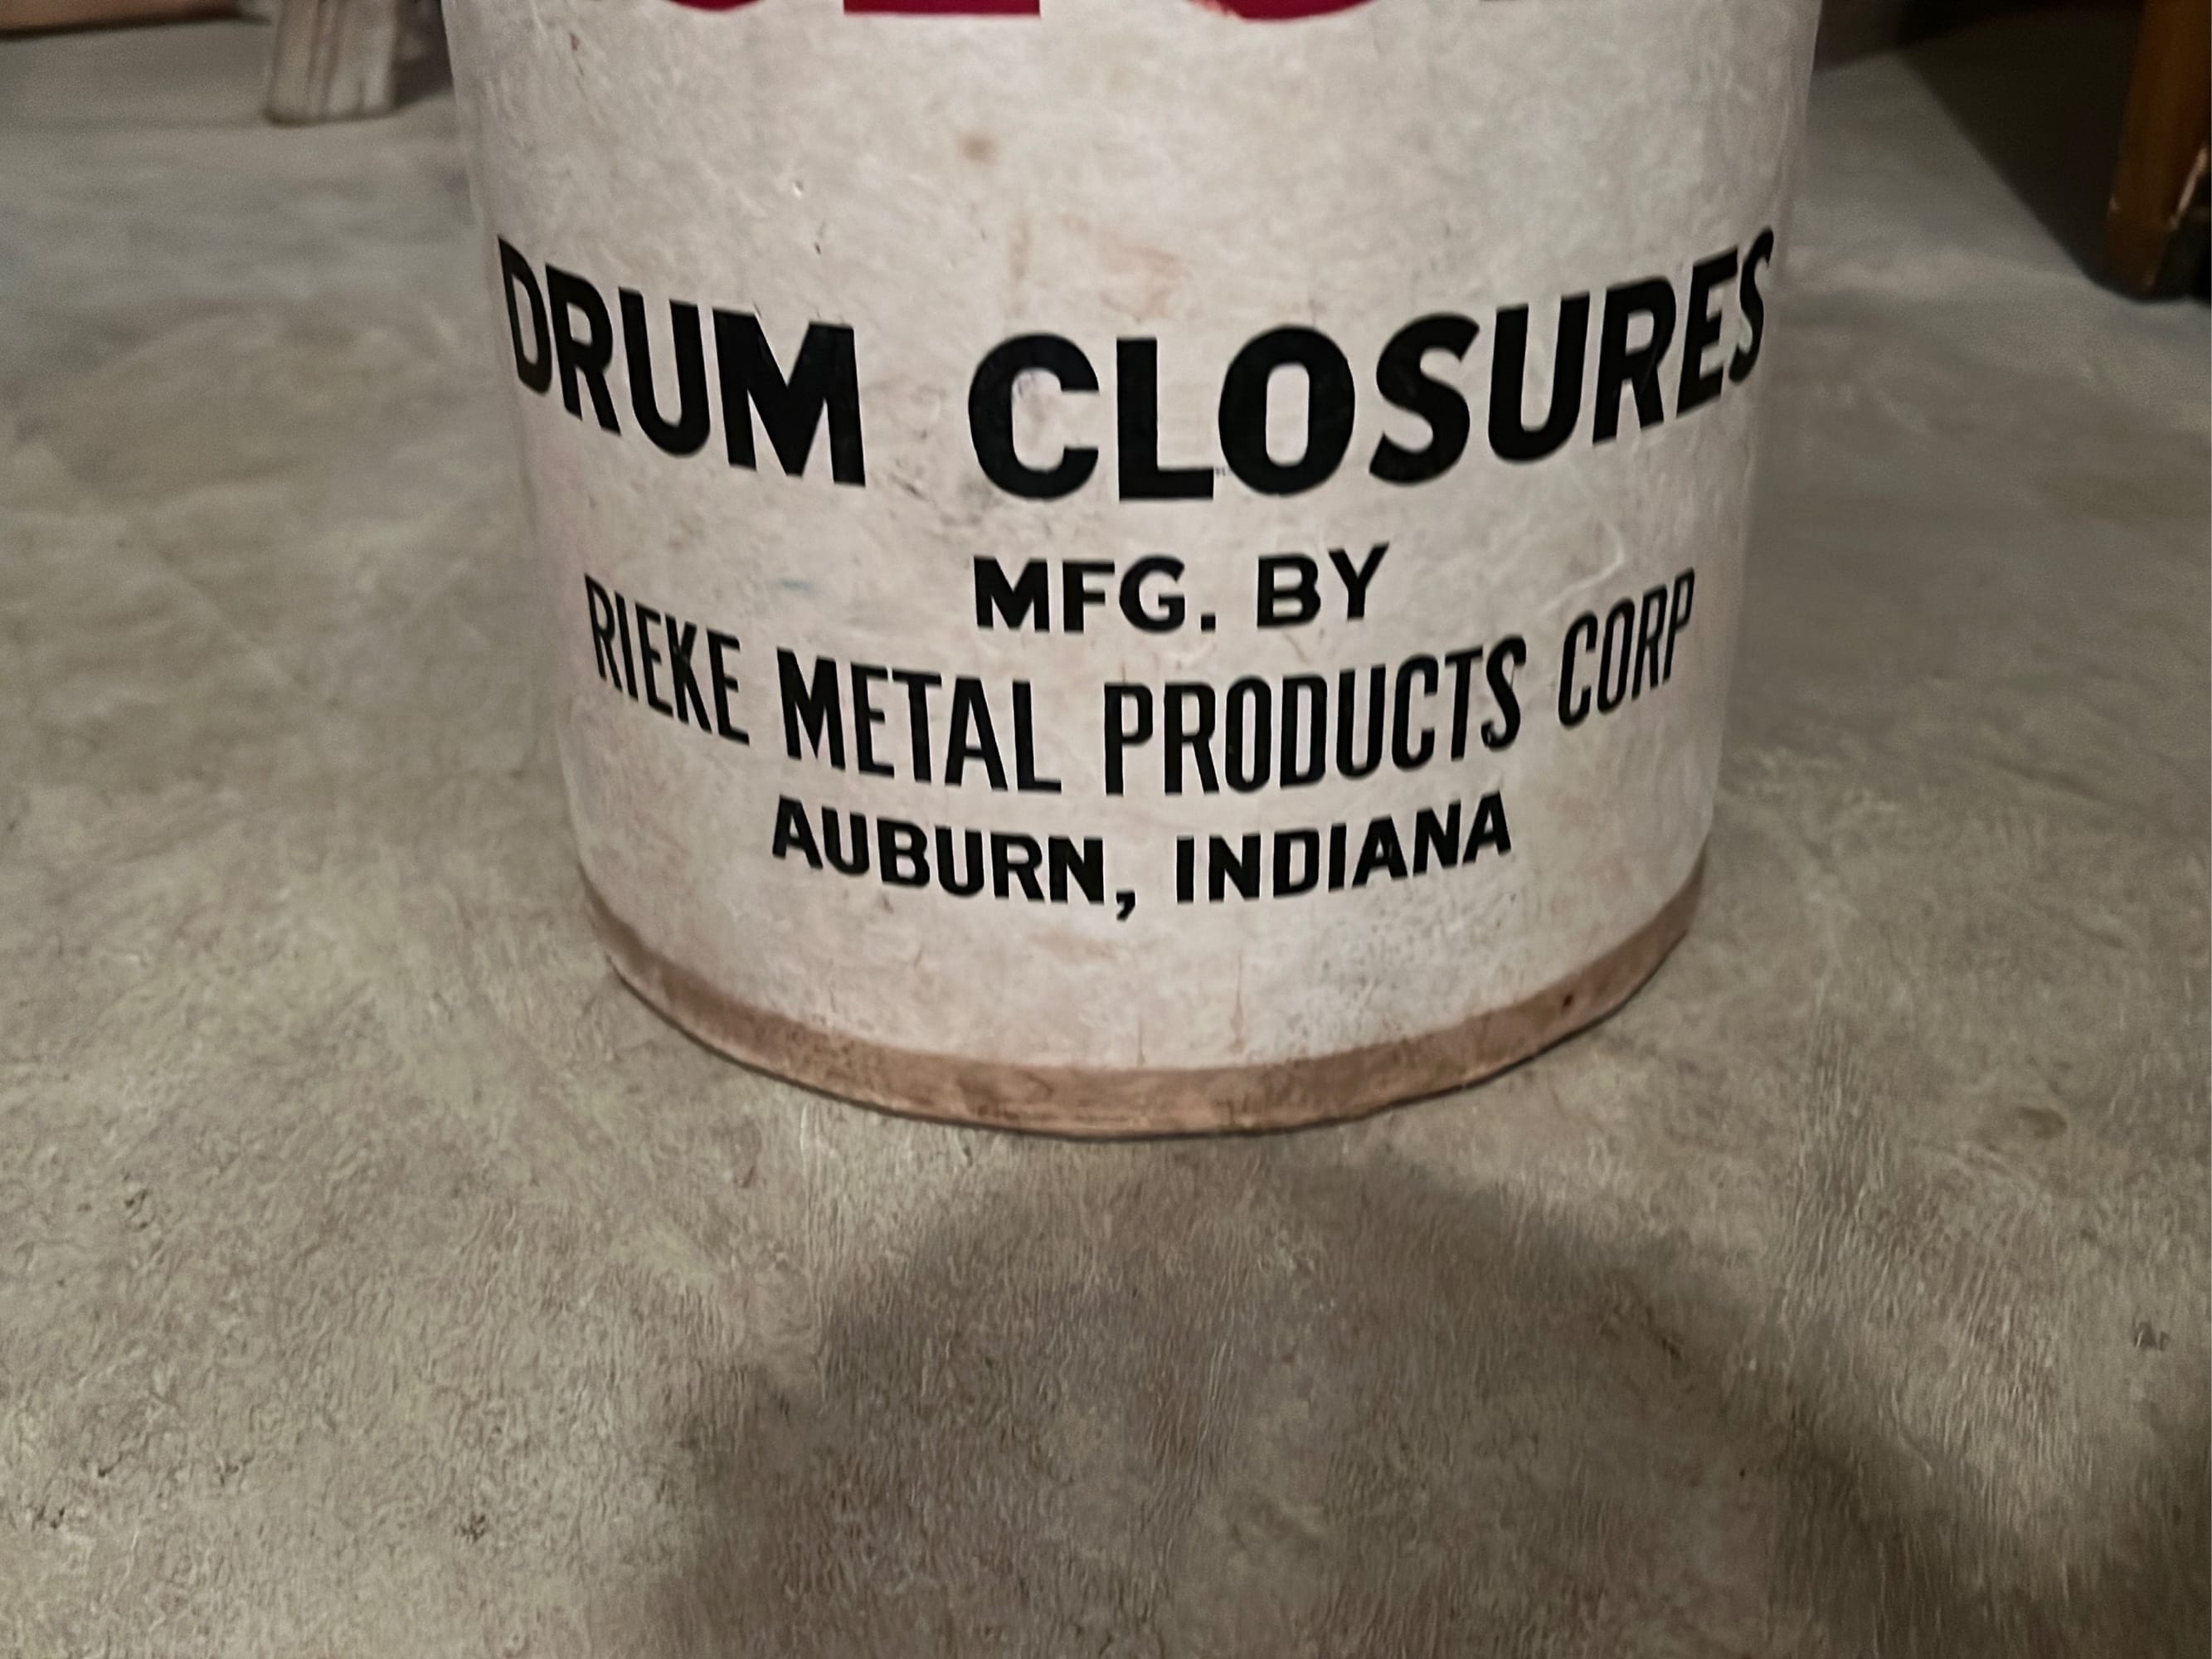 DRUM CLOSURES
MFG. BY
RIEKE METAL PRODUCTS CORP
AUBURN, INDIANA